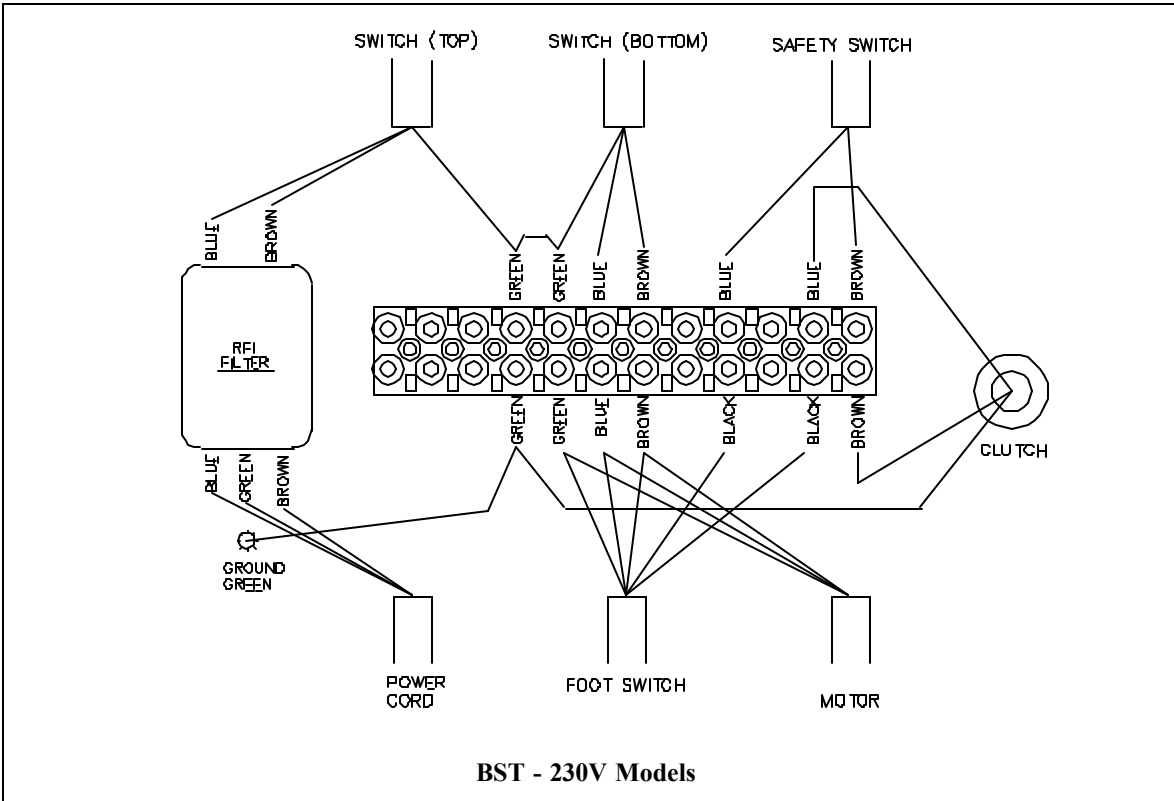 SWITCH (TOP)
SWITCH (BOTTOM)
SAFETY SWITCH
BLUE
BROWN
GREEN
GREEN
BLUE
BROWN
BLUE
BLUE
BROWN
RFI
FILTER
GREEN
GREEN
BLUE
BROWN
BLACK
BLACK
BROWN
CLUTCH
BLUE
GREEN
BROWN
GROUND
GREEN
POWER
CORD
FOOT SWITCH
MOTOR
BST - 230V Models